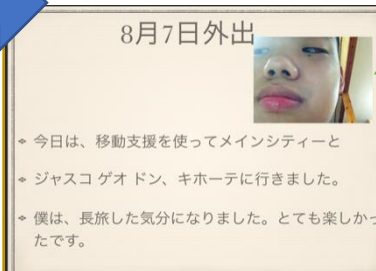 8月7日外出
今日は、移動支援を使ってメインシティーと
ジャスコ ゲオ ドン、キホーテに行きました。
僕は、長旅した気分になりました。とても楽しかっ
たです。